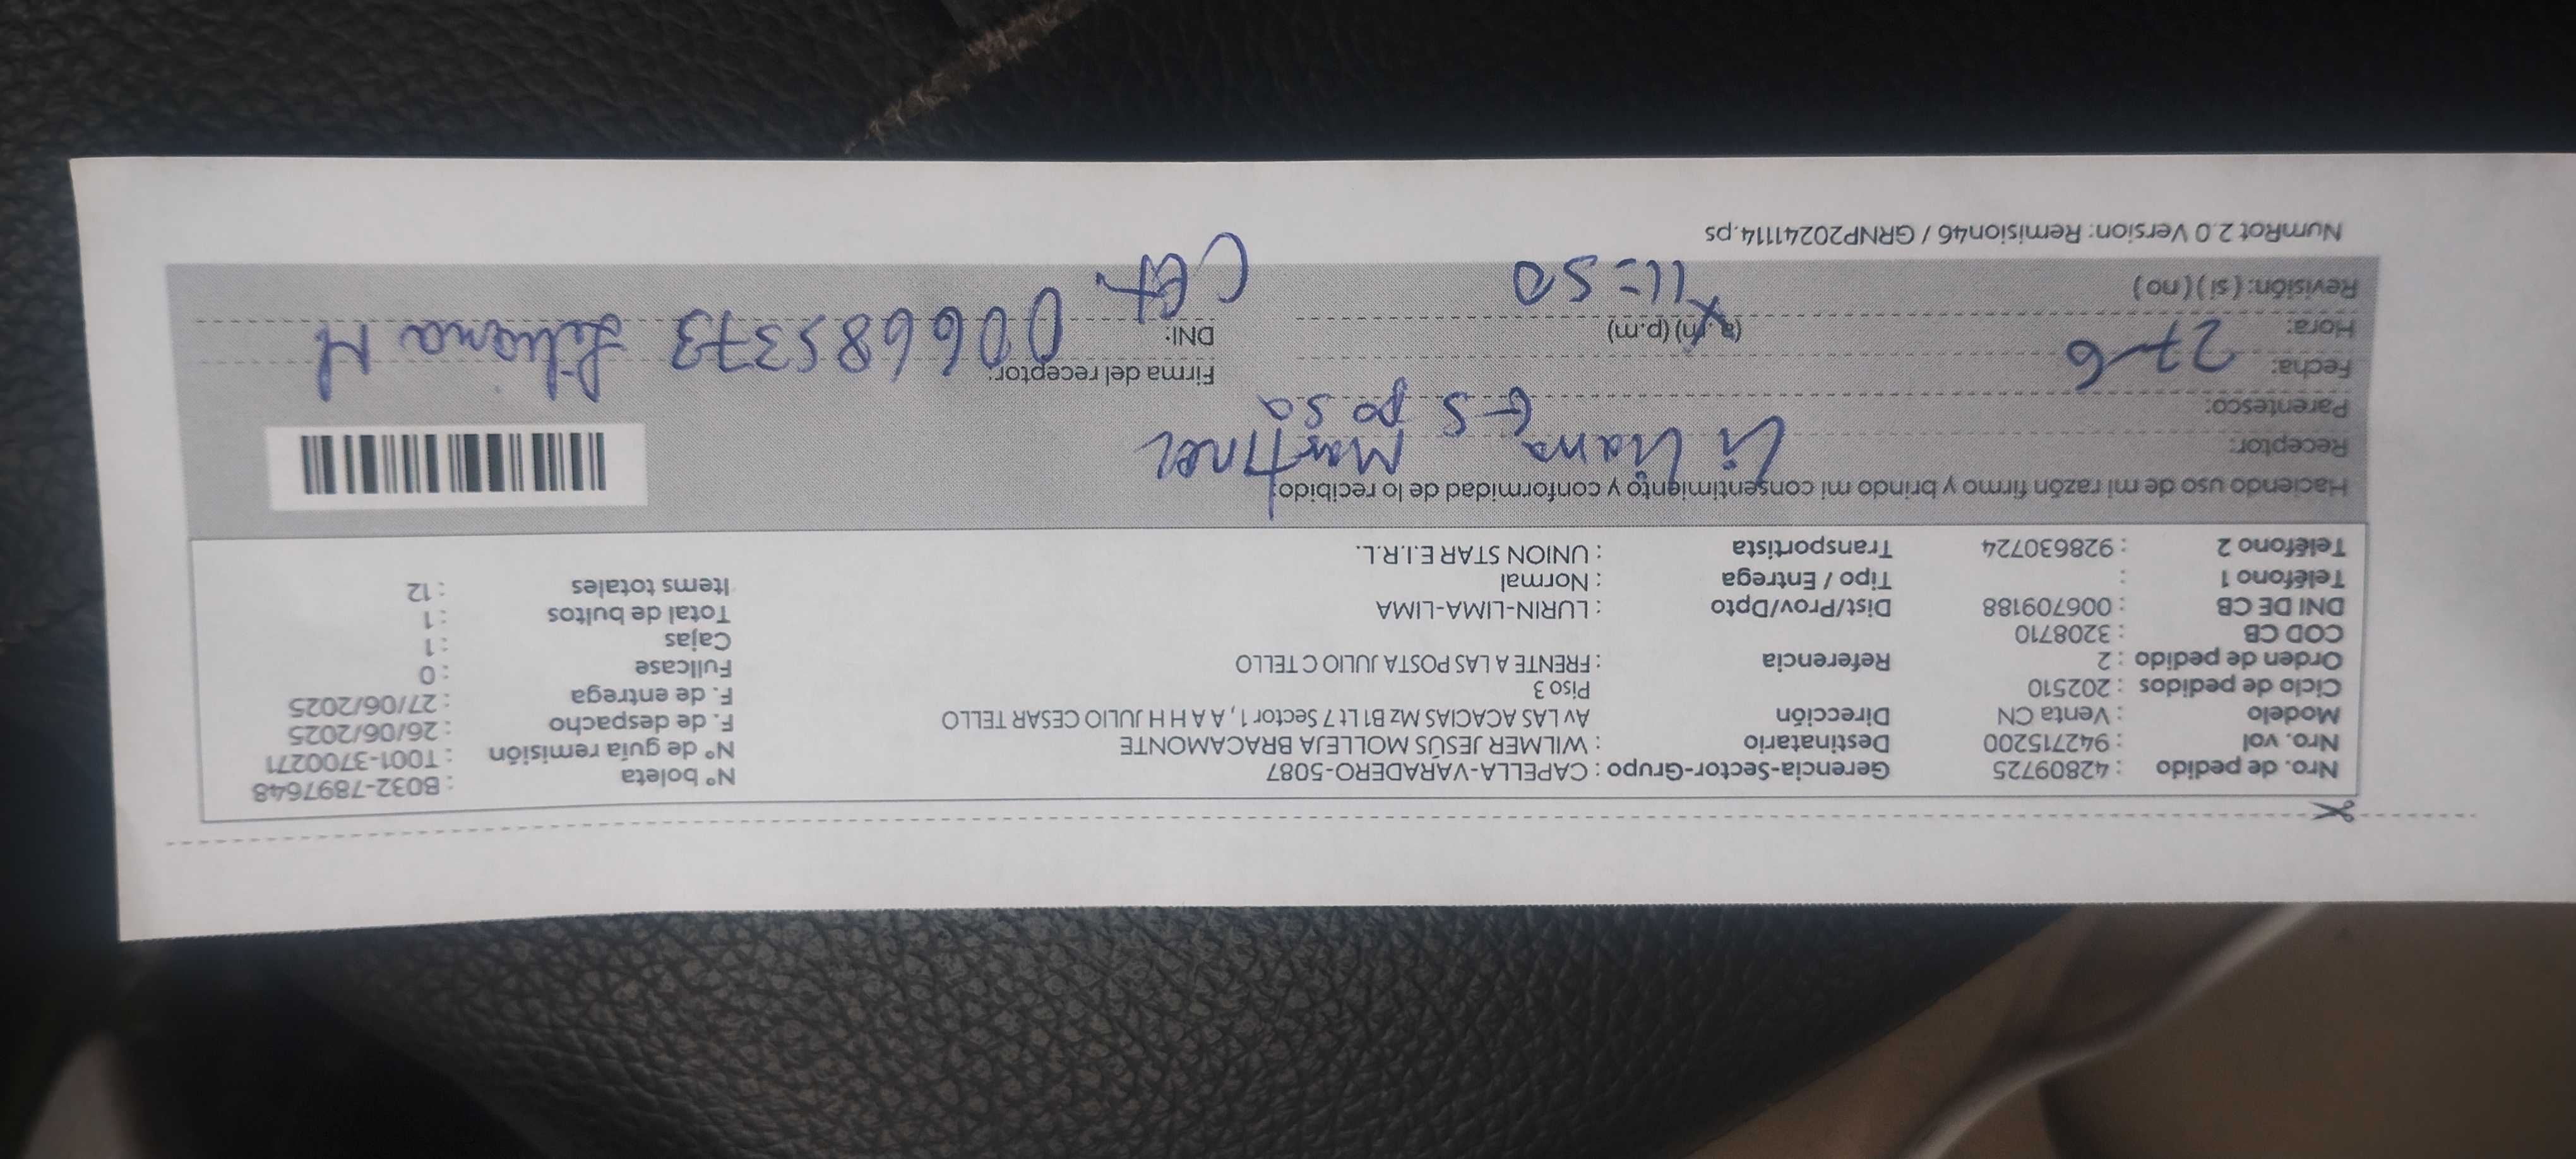 Nro. de pedido : 42809725 Gerencia-Sector-Grupo : CAPELLA-VARADERO-5087 N° boleta : B032-7897648
Nro. vol : 942715200 Destinatario : WILMER JESÚS MOLLEJA BRACAMONTE N° de guía remisión : T001-3700271
Modelo : Venta CN Dirección Av LAS ACACIAS Mz B1 Lt 7 Sector 1, A A H H JULIO CESAR TELLO F. de despacho : 26/06/2025
Ciclo de pedidos : 202510 Piso 3 F. de entrega : 27/06/2025
Orden de pedido : 2 Referencia : FRENTE A LAS POSTA JULIO C TELLO Fullcase : 0
COD CB : 3208710 Cajas : 1
DNI DE CB : 006709188 Dist/Prov/Dpto : LURIN-LIMA-LIMA Total de bultos : 1
Teléfono 1 : Tipo / Entrega : Normal Items totales : 12
Teléfono 2 : 928630724 Transportista : UNION STAR E.I.R.L.
Haciendo uso de mi razón firmo y brindo mi consentimiento y conformidad de lo recibido:
Receptor: Liliana Martinez
Parentesco: Esposa
Fecha: 27-6 Firma del receptor:
Hora: (a.m) (p.m) DNI: 006685373 Liliana M
Revisión: ( si ) ( no ) 11=50 CEX
NumRot 2.0 Version: Remision46 / GRNP20241114.ps